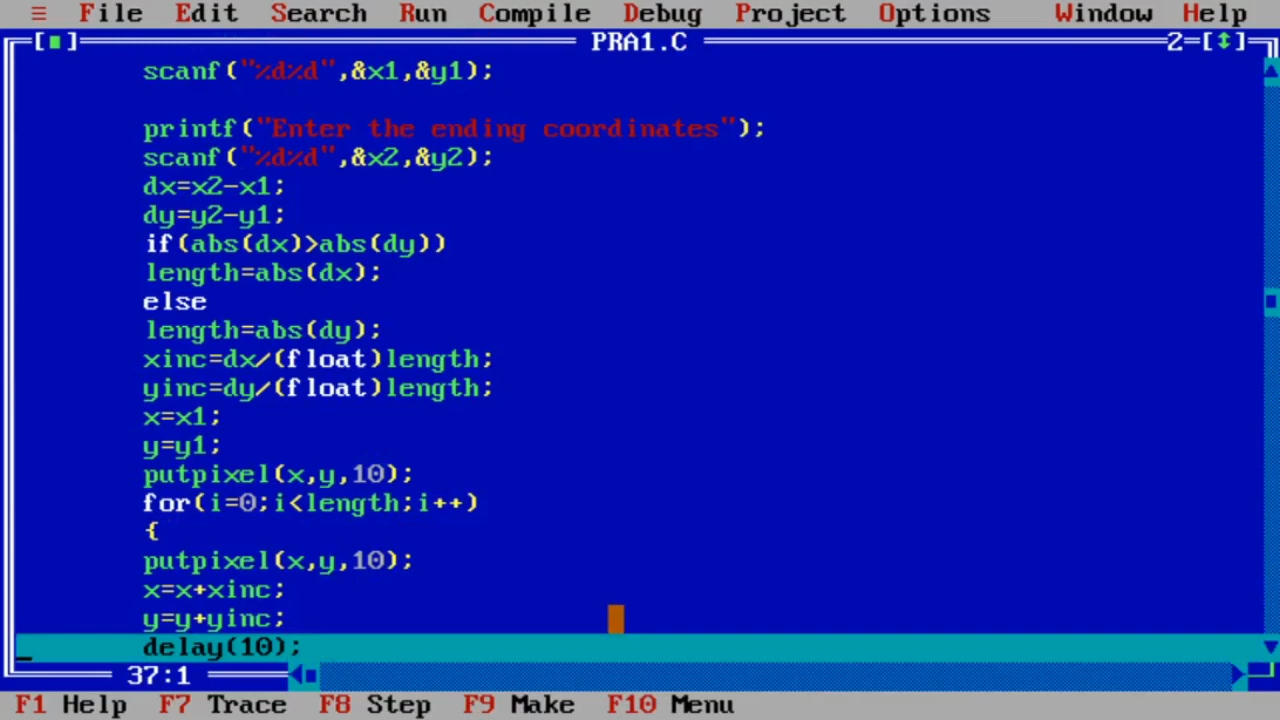 ≡ File Edit Search Run Compile Debug Project Options Window Help
[■] PRA1.C 2=[↕]
scanf("%d%d",&x1,&y1);
printf("Enter the ending coordinates");
scanf("%d%d",&x2,&y2);
dx=x2-x1;
dy=y2-y1;
if(abs(dx)>abs(dy))
length=abs(dx);
else
length=abs(dy);
xinc=dx/(float)length;
yinc=dy/(float)length;
x=x1;
y=y1;
putpixel(x,y,10);
for(i=0;i<length;i++)
{
putpixel(x,y,10);
x=x+xinc;
y=y+yinc;
delay(10);
37:1
F1 Help F7 Trace F8 Step F9 Make F10 Menu